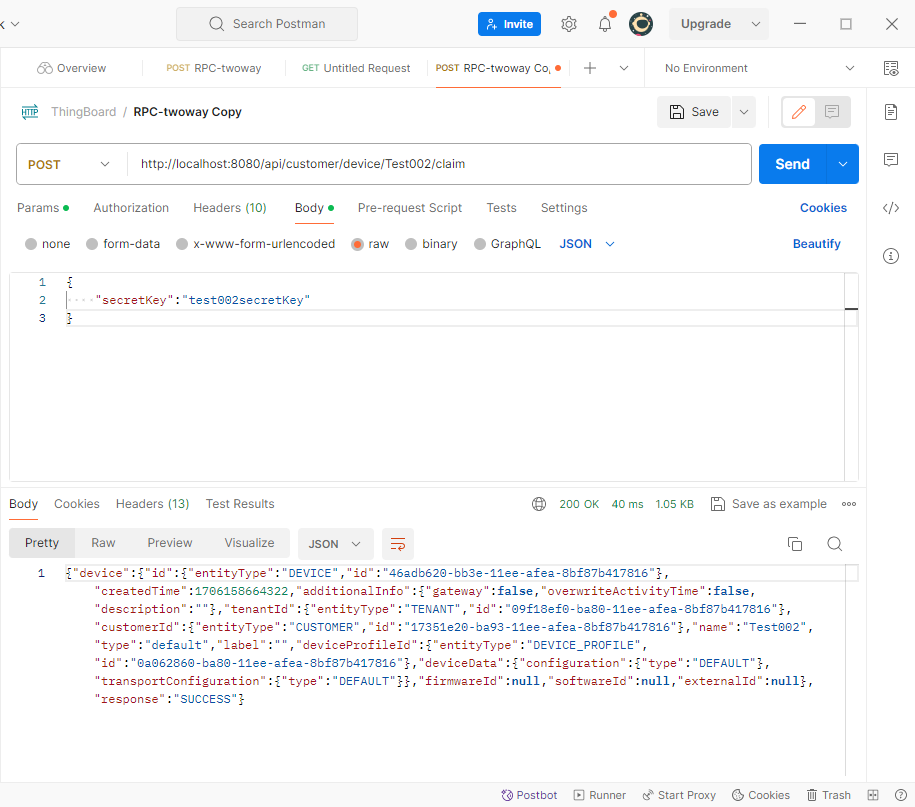 Search Postman
Invite
Upgrade
Overview
POST RPC-twoway
GET Untitled Request
POST RPC-twoway Co
No Environment
HTTP ThingBoard / RPC-twoway Copy
Save
POST
http://localhost:8080/api/customer/device/Test002/claim
Send
Params
Authorization
Headers (10)
Body
Pre-request Script
Tests
Settings
Cookies
none
form-data
x-www-form-urlencoded
raw
binary
GraphQL
JSON
Beautify
1 {
2 ····"secretKey":"test002secretKey"
3 }
Body
Cookies
Headers (13)
Test Results
200 OK 40 ms 1.05 KB
Save as example
Pretty
Raw
Preview
Visualize
JSON
1 {"device":{"id":{"entityType":"DEVICE","id":"46adb620-bb3e-11ee-afea-8bf87b417816"},
"createdTime":1706158664322,"additionalInfo":{"gateway":false,"overwriteActivityTime":false,
"description":""},"tenantId":{"entityType":"TENANT","id":"09f18ef0-ba80-11ee-afea-8bf87b417816"},
"customerId":{"entityType":"CUSTOMER","id":"17351e20-ba93-11ee-afea-8bf87b417816"},"name":"Test002",
"type":"default","label":"","deviceProfileId":{"entityType":"DEVICE_PROFILE",
"id":"0a062860-ba80-11ee-afea-8bf87b417816"},"deviceData":{"configuration":{"type":"DEFAULT"},
"transportConfiguration":{"type":"DEFAULT"}},"firmwareId":null,"softwareId":null,"externalId":null},
"response":"SUCCESS"}
Postbot
Runner
Start Proxy
Cookies
Trash